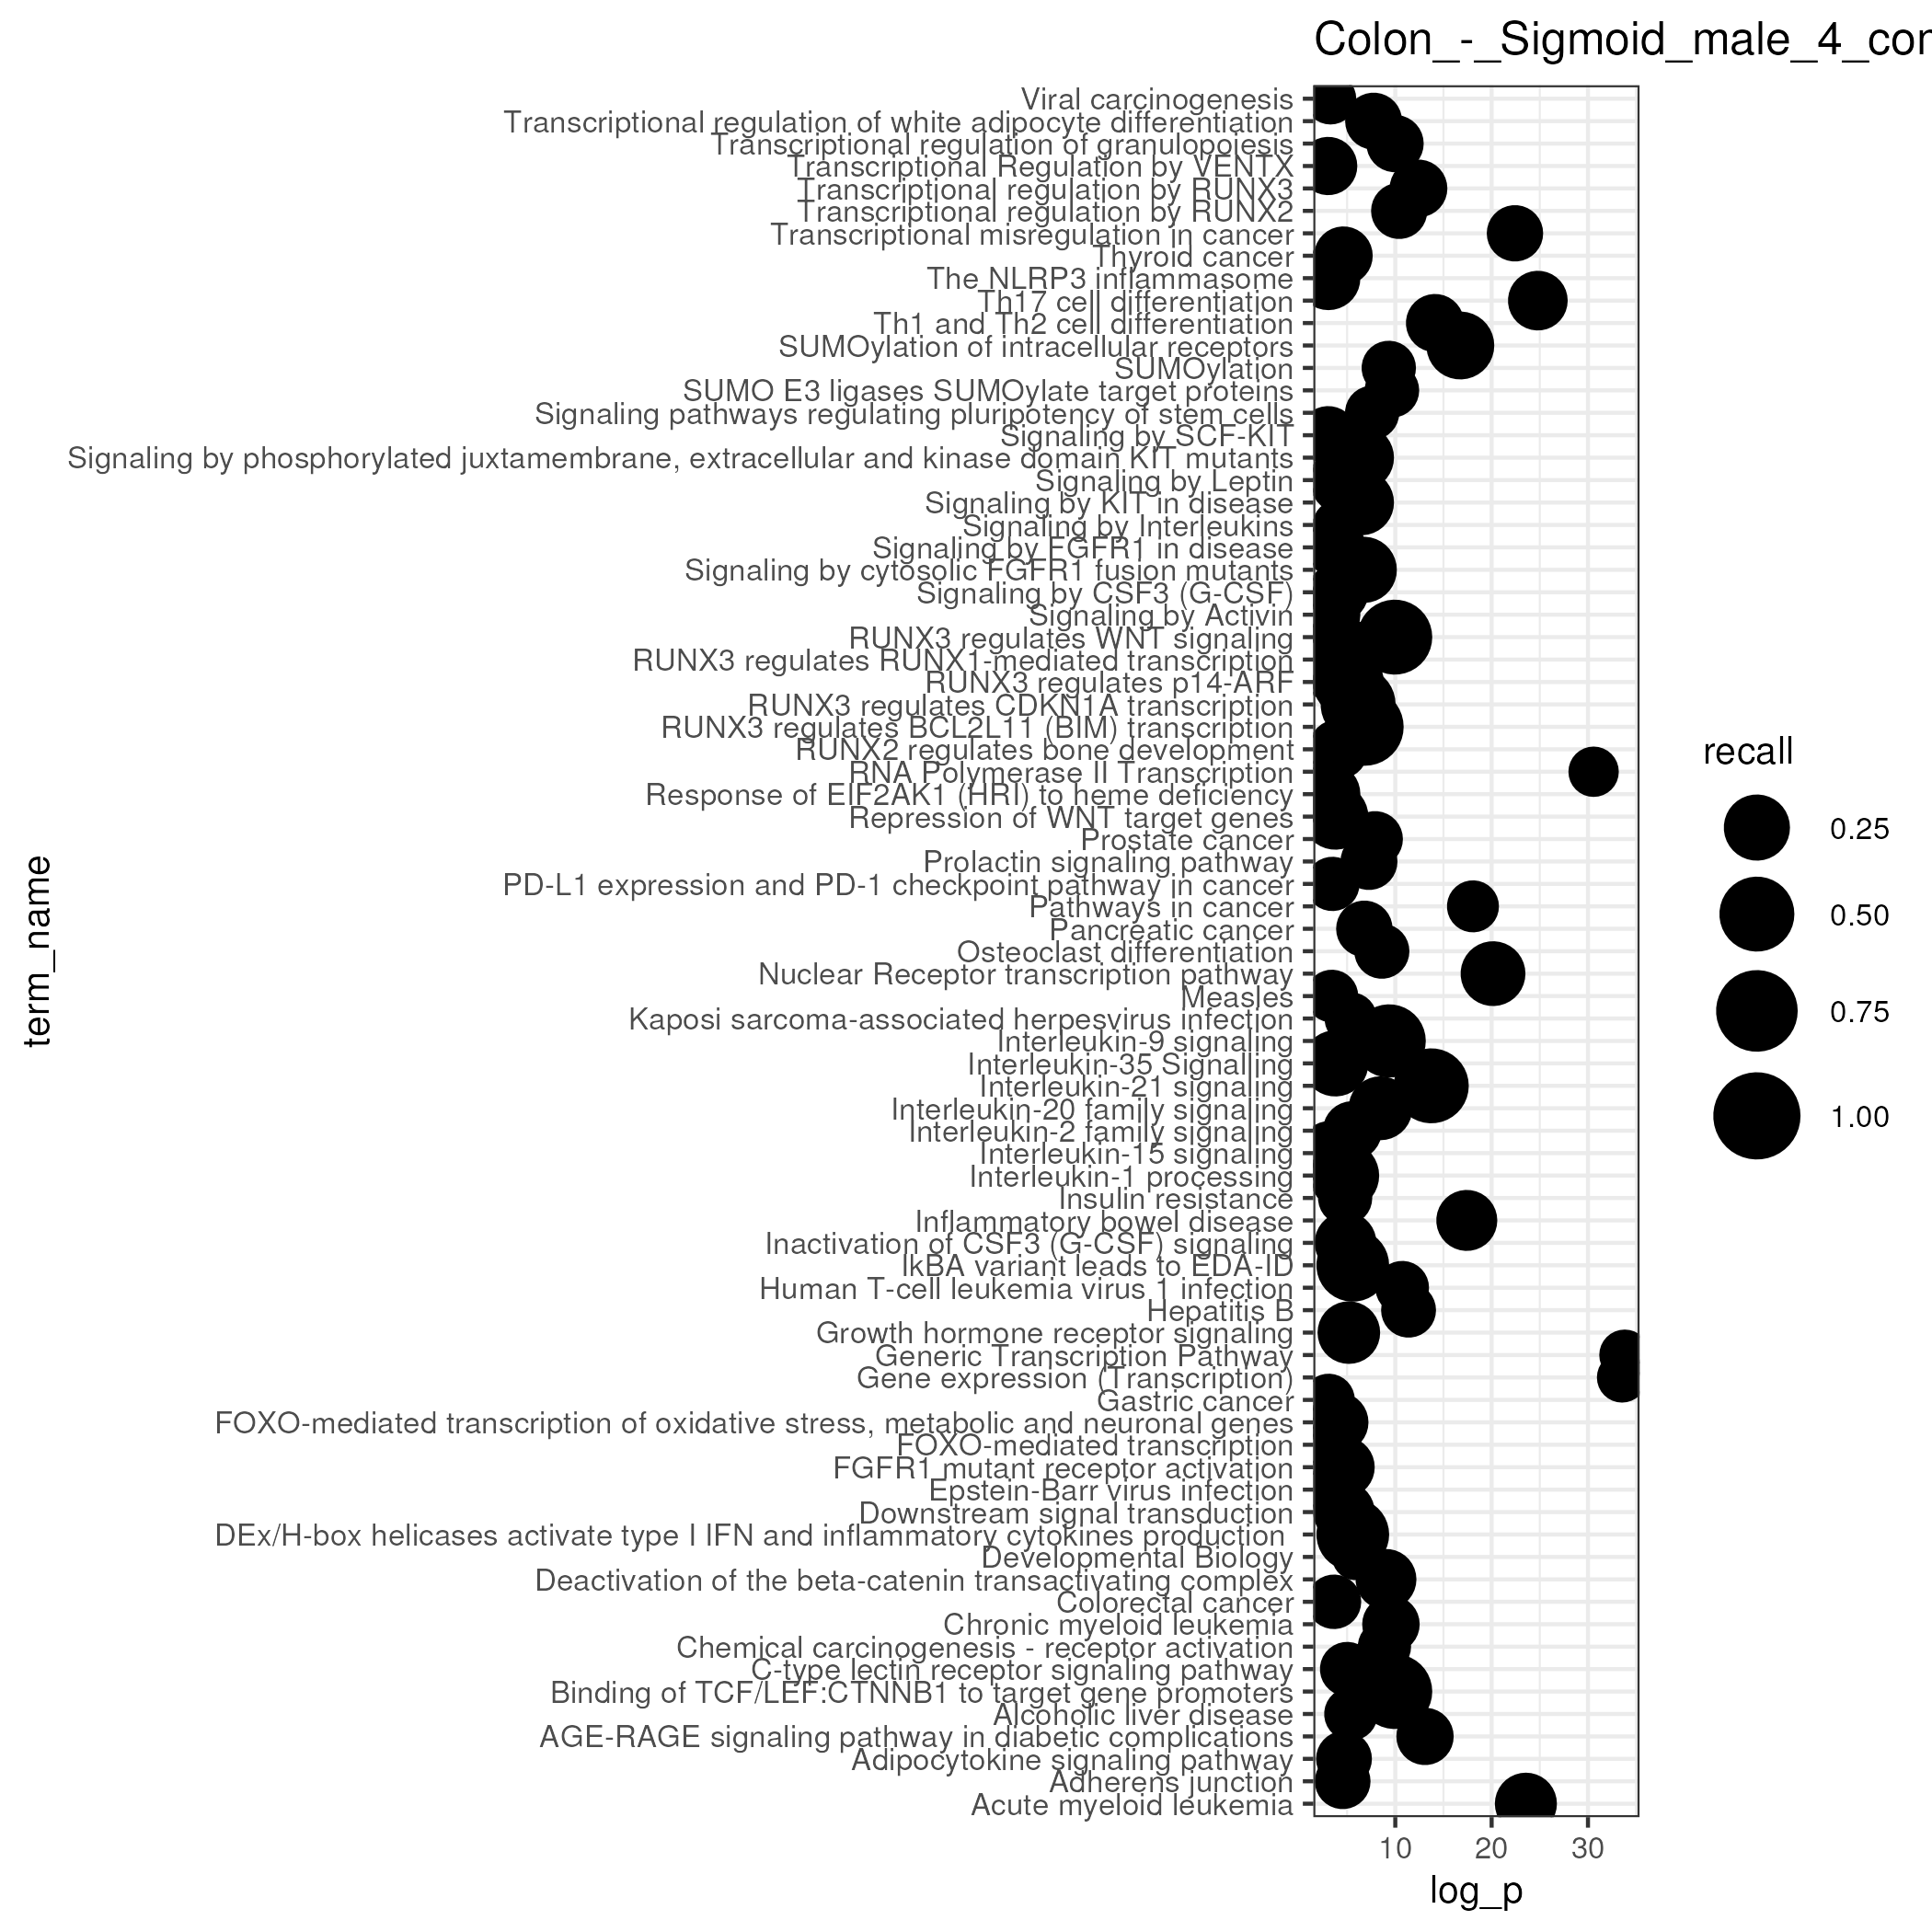 Colon_-_Sigmoid_male_4_cor
Viral carcinogenesis
Transcriptional regulation of white adipocyte differentiation
Transcriptional regulation of granulopoiesis
Transcriptional Regulation by VENTX
Transcriptional regulation by RUNX3
Transcriptional regulation by RUNX2
Transcriptional misregulation in cancer
Thyroid cancer
The NLRP3 inflammasome
Th17 cell differentiation
Th1 and Th2 cell differentiation
SUMOylation of intracellular receptors
SUMOylation
SUMO E3 ligases SUMOylate target proteins
Signaling pathways regulating pluripotency of stem cells
Signaling by SCF-KIT
Signaling by phosphorylated juxtamembrane, extracellular and kinase domain KIT mutants
Signaling by Leptin
Signaling by KIT in disease
Signaling by Interleukins
Signaling by FGFR1 in disease
Signaling by cytosolic FGFR1 fusion mutants
Signaling by CSF3 (G-CSF)
Signaling by Activin
RUNX3 regulates WNT signaling
RUNX3 regulates RUNX1-mediated transcription
RUNX3 regulates p14-ARF
RUNX3 regulates CDKN1A transcription
RUNX3 regulates BCL2L11 (BIM) transcription
RUNX2 regulates bone development
RNA Polymerase II Transcription
Response of EIF2AK1 (HRI) to heme deficiency
Repression of WNT target genes
Prostate cancer
Prolactin signaling pathway
PD-L1 expression and PD-1 checkpoint pathway in cancer
Pathways in cancer
Pancreatic cancer
Osteoclast differentiation
Nuclear Receptor transcription pathway
Measles
Kaposi sarcoma-associated herpesvirus infection
Interleukin-9 signaling
Interleukin-35 Signalling
Interleukin-21 signaling
Interleukin-20 family signaling
Interleukin-2 family signaling
Interleukin-15 signaling
Interleukin-1 processing
Insulin resistance
Inflammatory bowel disease
Inactivation of CSF3 (G-CSF) signaling
IkBA variant leads to EDA-ID
Human T-cell leukemia virus 1 infection
Hepatitis B
Growth hormone receptor signaling
Generic Transcription Pathway
Gene expression (Transcription)
Gastric cancer
FOXO-mediated transcription of oxidative stress, metabolic and neuronal genes
FOXO-mediated transcription
FGFR1 mutant receptor activation
Epstein-Barr virus infection
Downstream signal transduction
DEx/H-box helicases activate type I IFN and inflammatory cytokines production
Developmental Biology
Deactivation of the beta-catenin transactivating complex
Colorectal cancer
Chronic myeloid leukemia
Chemical carcinogenesis - receptor activation
C-type lectin receptor signaling pathway
Binding of TCF/LEF:CTNNB1 to target gene promoters
Alcoholic liver disease
AGE-RAGE signaling pathway in diabetic complications
Adipocytokine signaling pathway
Adherens junction
Acute myeloid leukemia
term_name
10 20 30
log_p
recall
0.25
0.50
0.75
1.00